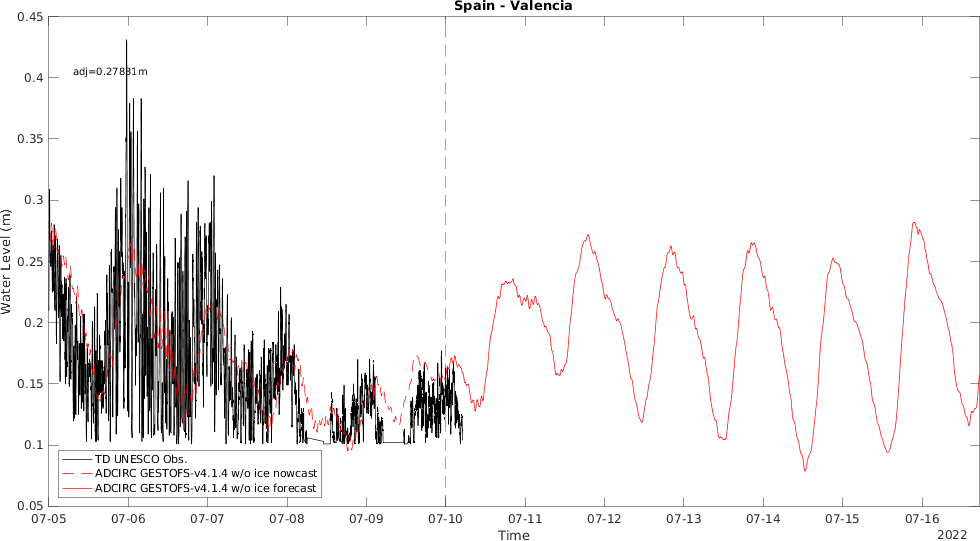 Spain - Valencia
0.45
0.4
0.35
0.3
0.25
0.2
0.15
0.1
0.05
Water Level (m)
adj=0.27831m
TD UNESCO Obs.
ADCIRC GESTOFS-v4.1.4 w/o ice nowcast
ADCIRC GESTOFS-v4.1.4 w/o ice forecast
07-05 07-06 07-07 07-08 07-09 07-10 07-11 07-12 07-13 07-14 07-15 07-16
Time
2022